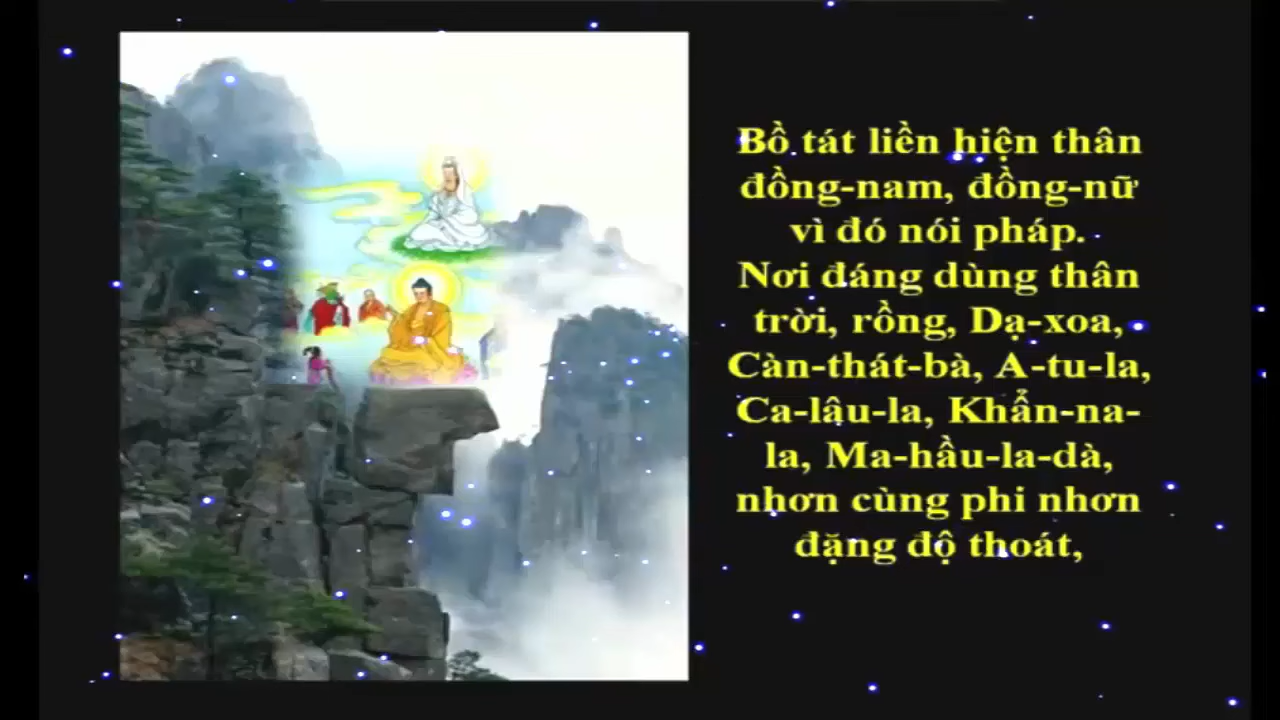 Bồ tát liền hiện thân
đồng-nam, đồng-nữ
vì đó nói pháp.
Nơi đáng dùng thân
trời, rồng, Dạ-xoa,
Càn-thát-bà, A-tu-la,
Ca-lậu-la, Khẩn-na-
la, Ma-hầu-la-dà,
nhơn cùng phi nhơn
đặng độ thoát,